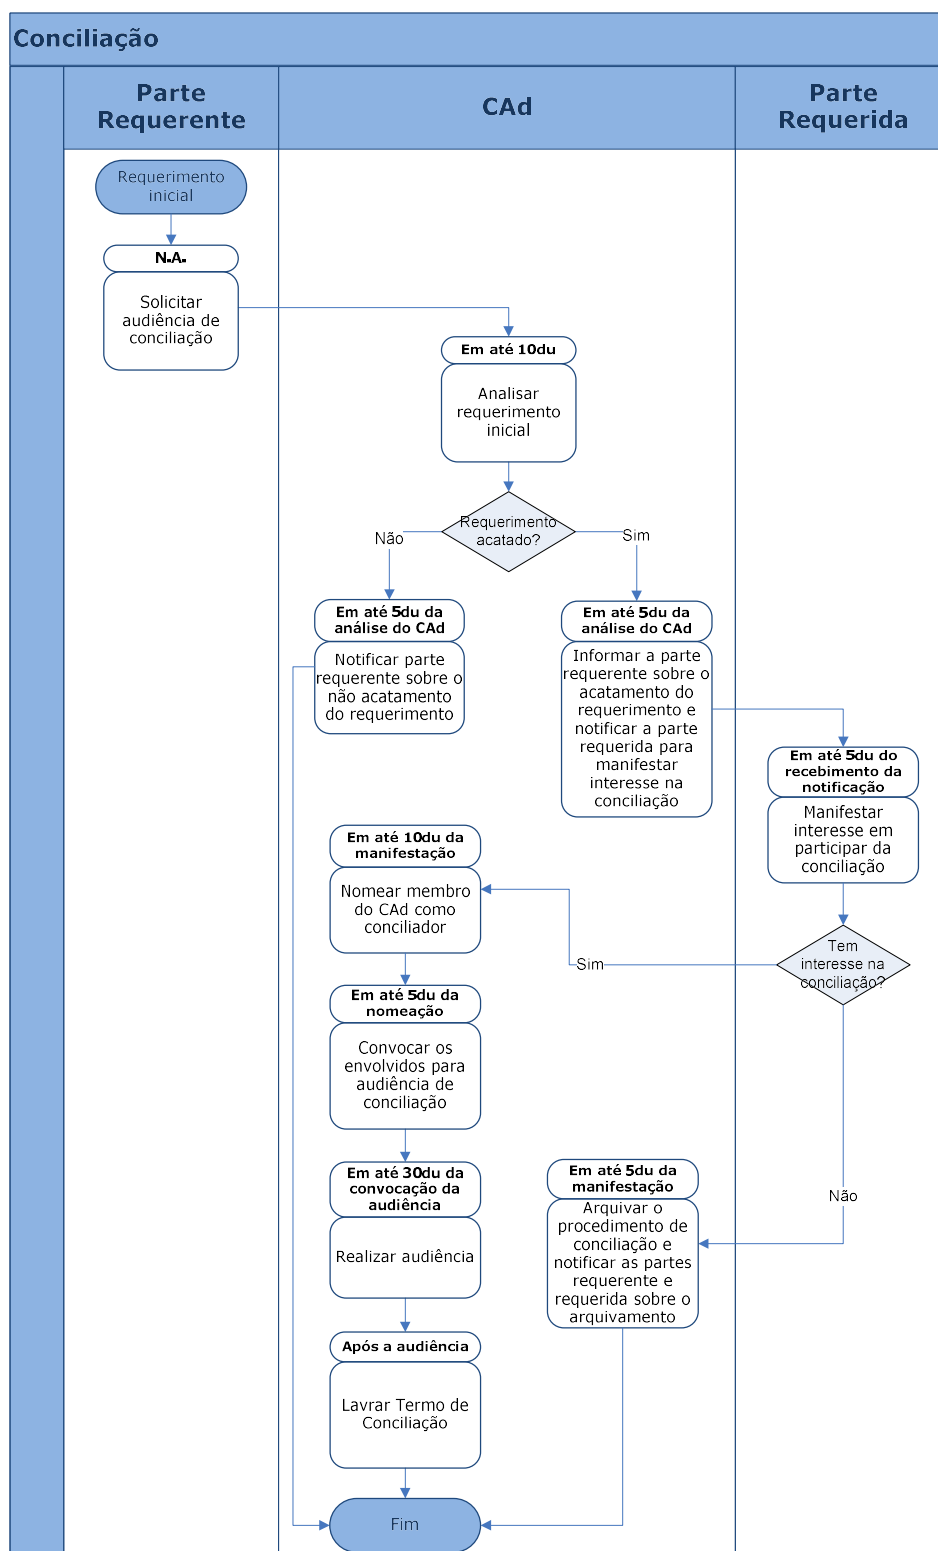 Conciliação
Parte
Requerente
CAd
Parte
Requerida
Requerimento
inicial
N.A.
Solicitar
audiência de
conciliação
Em até 10du
Analisar
requerimento
inicial
Requerimento
acatado?
Não
Sim
Em até 5du da
análise do CAd
Notificar parte
requerente sobre o
não acatamento
do requerimento
Em até 5du da
análise do CAd
Informar a parte
requerente sobre o
acatamento do
requerimento e
notificar a parte
requerida para
manifestar
interesse na
conciliação
Em até 5du do
recebimento da
notificação
Manifestar
interesse em
participar da
conciliação
Tem
interesse na
conciliação?
Sim
Não
Em até 10du da
manifestação
Nomear membro
do CAd como
conciliador
Em até 5du da
nomeação
Convocar os
envolvidos para
audiência de
conciliação
Em até 30du da
convocação da
audiência
Realizar audiência
Em até 5du da
manifestação
Arquivar o
procedimento de
conciliação e
notificar as partes
requerente e
requerida sobre o
arquivamento
Após a audiência
Lavrar Termo de
Conciliação
Fim